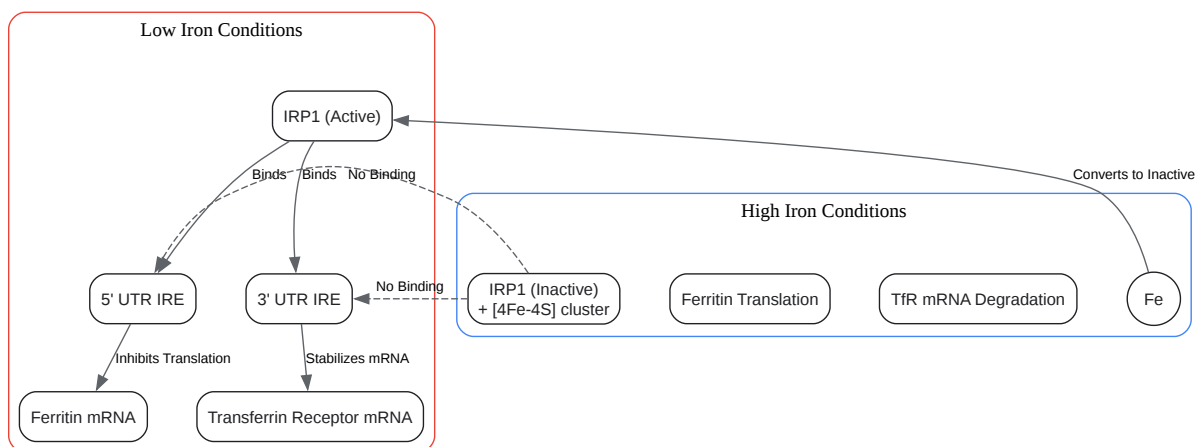 Low Iron Conditions
IRP1 (Active)
Binds
Binds
No Binding
Converts to Inactive
High Iron Conditions
5' UTR IRE
3' UTR IRE
No Binding
IRP1 (Inactive)
+ [4Fe-4S] cluster
Ferritin Translation
TfR mRNA Degradation
Fe
Inhibits Translation
Stabilizes mRNA
Ferritin mRNA
Transferrin Receptor mRNA